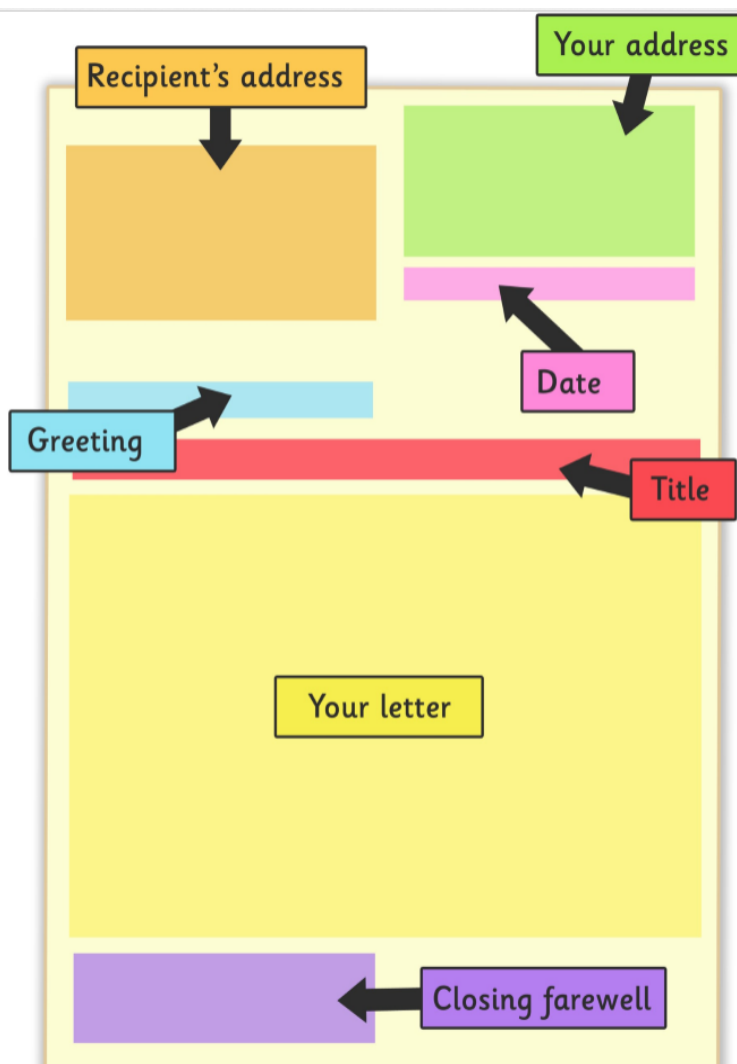 Your address
Recipient's address
Date
Greeting
Title
Your letter
Closing farewell